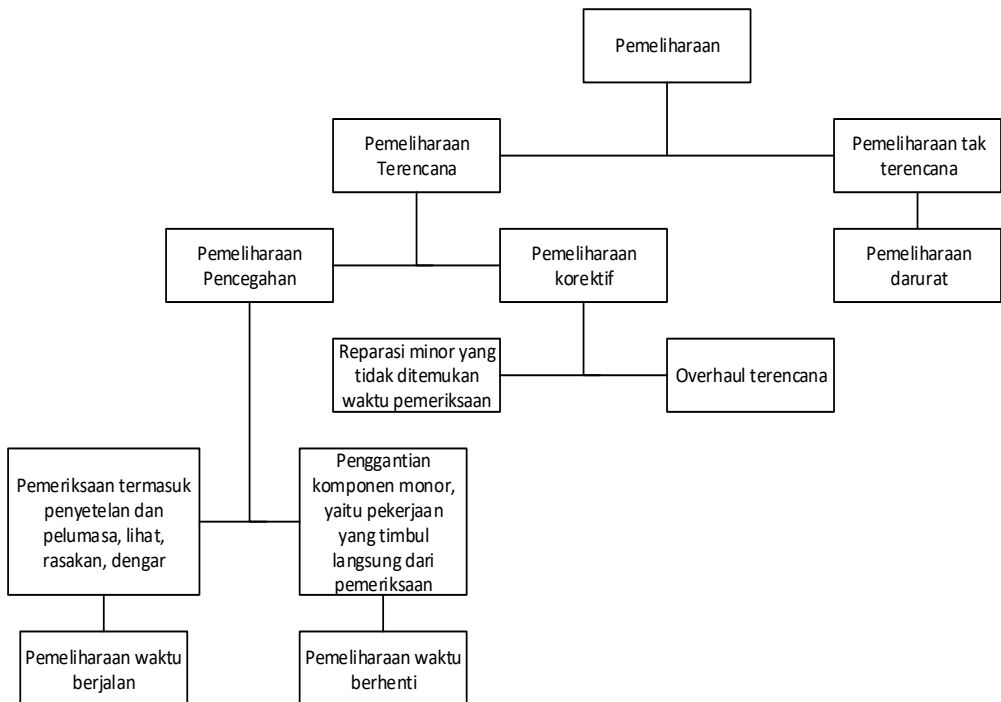 Pemeliharaan
Pemeliharaan
Terencana
Pemeliharaan tak
terencana
Pemeliharaan
Pencegahan
Pemeliharaan
korektif
Pemeliharaan
darurat
Reparasi minor yang
tidak ditemukan
waktu pemeriksaan
Overhaul terencana
Pemeriksaan termasuk
penyetelan dan
pelumasa, lihat,
rasakan, dengar
Penggantian
komponen monor,
yaitu pekerjaan
yang timbul
langsung dari
pemeriksaan
Pemeliharaan waktu
berjalan
Pemeliharaan waktu
berhenti